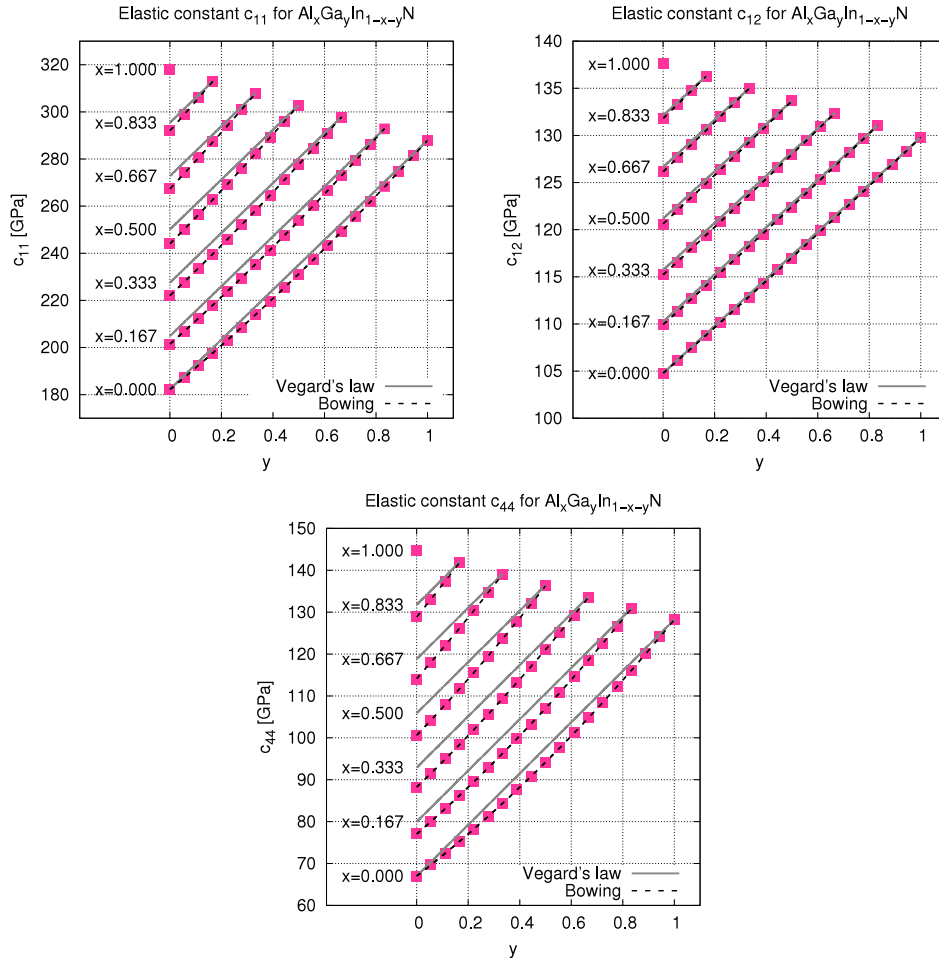 Elastic constant c11 for AlxGayIn1−x−yN
320
300
280
260
240
220
200
180
c11 [GPa]
x=1.000
x=0.833
x=0.667
x=0.500
x=0.333
x=0.167
x=0.000
Vegard's law
Bowing
0 0.2 0.4 0.6 0.8 1
y
Elastic constant c12 for AlxGayIn1−x−yN
140
135
130
125
120
115
110
105
100
c12 [GPa]
x=1.000
x=0.833
x=0.667
x=0.500
x=0.333
x=0.167
x=0.000
Vegard's law
Bowing
0 0.2 0.4 0.6 0.8 1
y
Elastic constant c44 for AlxGayIn1−x−yN
150
140
130
120
110
100
90
80
70
60
c44 [GPa]
x=1.000
x=0.833
x=0.667
x=0.500
x=0.333
x=0.167
x=0.000
Vegard's law
Bowing
0 0.2 0.4 0.6 0.8 1
y